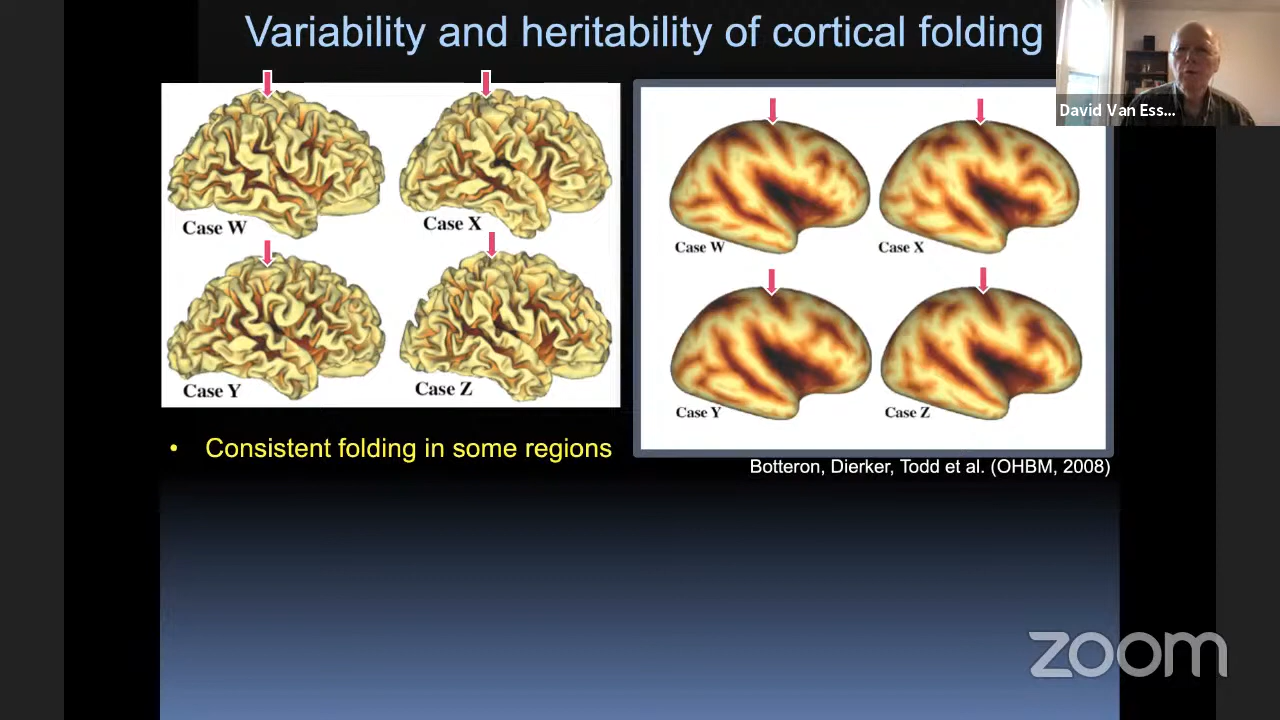 Variability and heritability of cortical folding
David Van Ess...
Case W
Case X
Case Y
Case Z
Case W
Case X
Case Y
Case Z
• Consistent folding in some regions
Botteron, Dierker, Todd et al. (OHBM, 2008)
zoom